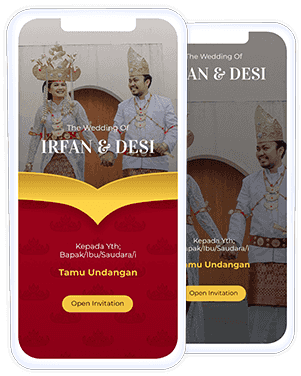 The Wedding Of
IRFAN & DESI
Kepada Yth;
Bapak/Ibu/Saudara/i
Tamu Undangan
Open Invitation
The Wedding Of
FAN & DESI
Kepada Yth;
Bapak/Ibu/Saudara/i
Tamu Undangan
Open Invitation